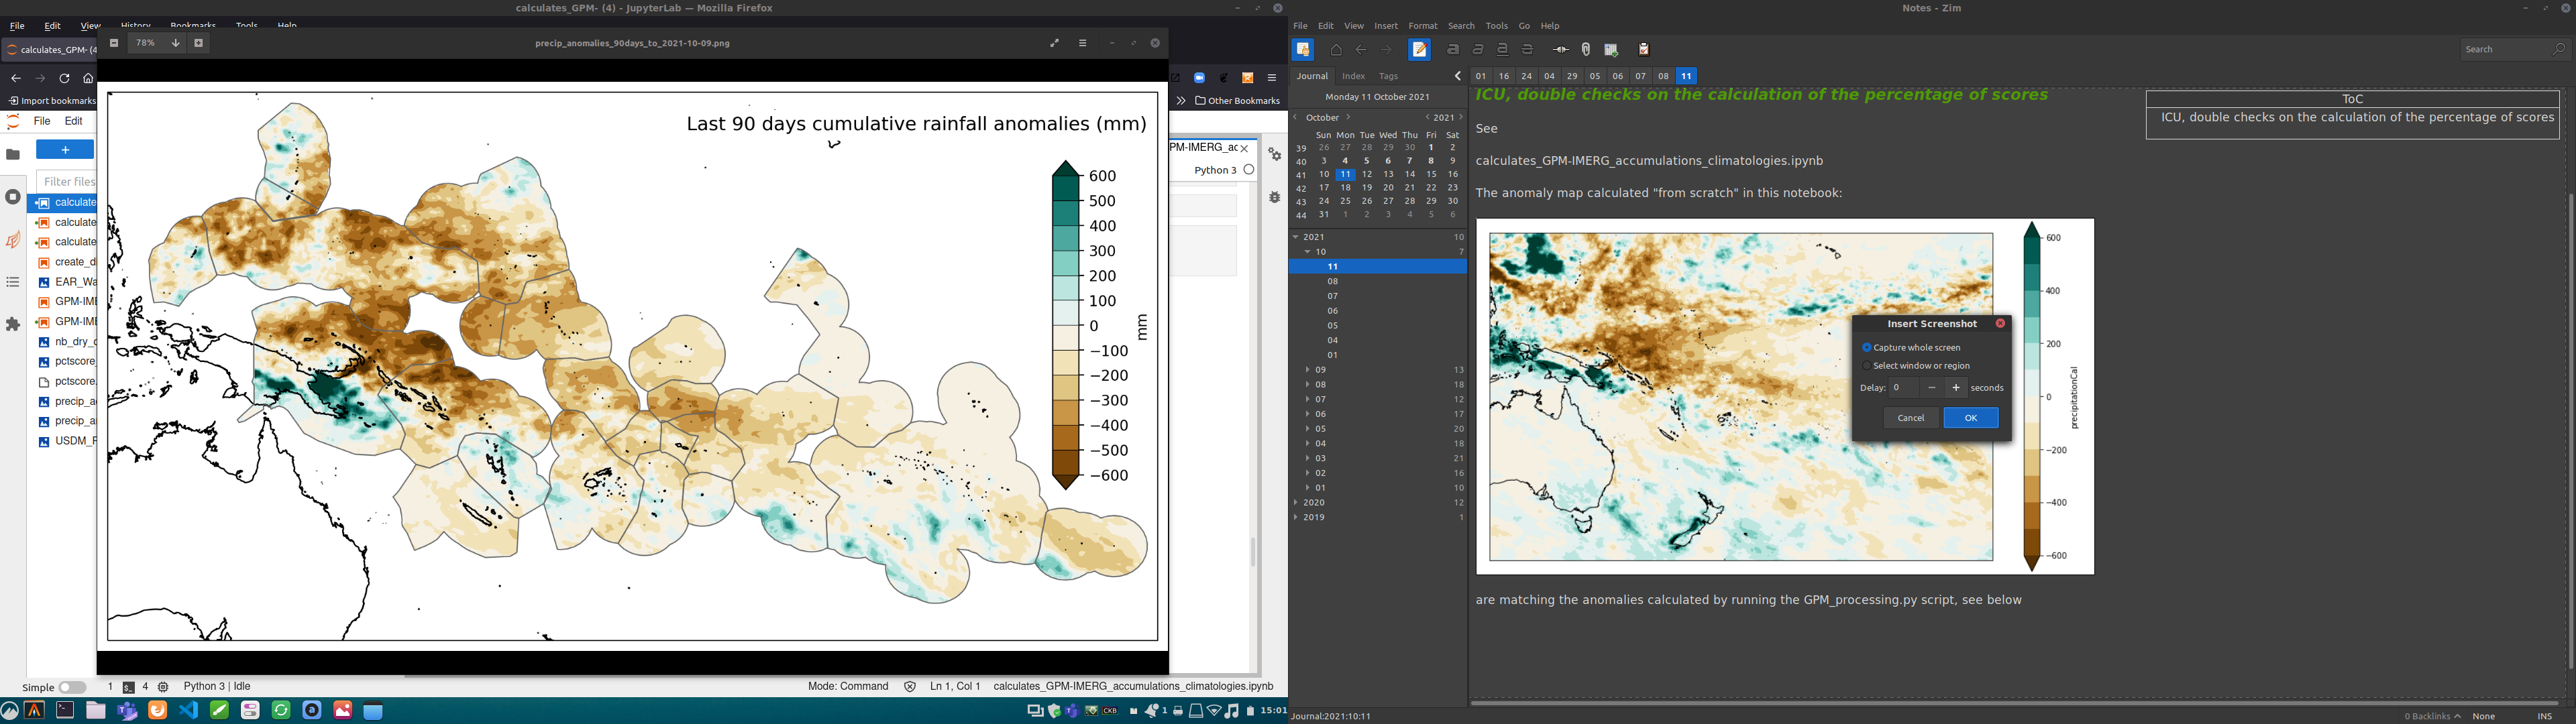 calculates_GPM- (4) - JupyterLab — Mozilla Firefox
File Edit View History Bookmarks Tools Help
calculates_GPM- (4
78%
precip_anomalies_90days_to_2021-10-09.png
Import bookmarks
Other Bookmarks
File Edit
Filter files
calculate
calculate
calculate
create_d
EAR_Wa
GPM-IME
GPM-IME
nb_dry_
pctscore_
pctscore.
precip_a
precip_a
USDM_F
PM-IMERG_ac
Python 3
Last 90 days cumulative rainfall anomalies (mm)
600
500
400
300
200
100
0
−100
−200
−300
−400
−500
−600
mm
Simple 1 4 Python 3 | Idle
Mode: Command Ln 1, Col 1 calculates_GPM-IMERG_accumulations_climatologies.ipynb
CKB 1 15:01
Notes - Zim
File Edit View Insert Format Search Tools Go Help
Search
Journal Index Tags
01 16 24 04 29 05 06 07 08 11
Monday 11 October 2021
October 2021
Sun Mon Tue Wed Thu Fri Sat
39 26 27 28 29 30 1 2
40 3 4 5 6 7 8 9
41 10 11 12 13 14 15 16
42 17 18 19 20 21 22 23
43 24 25 26 27 28 29 30
44 31 1 2 3 4 5 6
2021 10
10 7
11
08
07
06
05
04
01
09 13
08 18
07 12
06 17
05 20
04 18
03 21
02 16
01 10
2020 12
2019 1
ICU, double checks on the calculation of the percentage of scores
See
calculates_GPM-IMERG_accumulations_climatologies.ipynb
The anomaly map calculated "from scratch" in this notebook:
600
400
200
0
−200
−400
−600
precipitationCal
are matching the anomalies calculated by running the GPM_processing.py script, see below
ToC
ICU, double checks on the calculation of the percentage of scores
Insert Screenshot
Capture whole screen
Select window or region
Delay: 0 − + seconds
Cancel OK
Journal:2021:10:11
0 Backlinks None INS